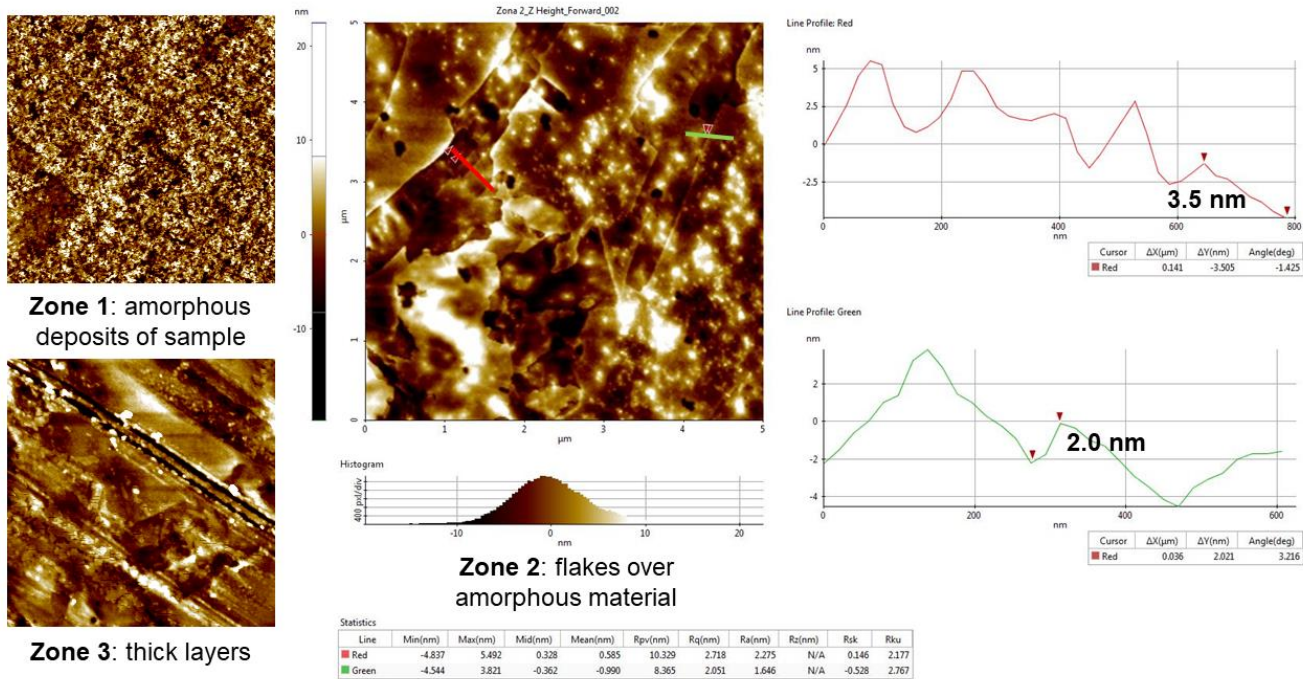 Zone 1: amorphous
deposits of sample
Zone 3: thick layers
nm
20
10
0
-10
Zona 2_Z Height_Forward_002
5
4
3
2
1
0
μm
0
1
2
3
4
5
μm
Histogram
400 pxl/div
-10
0
10
20
nm
Zone 2: flakes over
amorphous material
Line Profile: Red
nm
5
2.5
0
-2.5
3.5 nm
0
200
400
600
800
nm
Cursor ΔX(μm) ΔY(nm) Angle(deg)
Red 0.141 -3.505 -1.425
Line Profile: Green
nm
2
0
-2
-4
2.0 nm
0
200
400
600
nm
Cursor ΔX(μm) ΔY(nm) Angle(deg)
Red 0.036 2.021 3.216
Statistics
Line Min(nm) Max(nm) Mid(nm) Mean(nm) Rpv(nm) Rq(nm) Ra(nm) Rz(nm) Rsk Rku
Red -4.837 5.492 0.328 0.585 10.329 2.718 2.275 N/A 0.146 2.177
Green -4.544 3.821 -0.362 -0.990 8.365 2.051 1.646 N/A -0.528 2.767